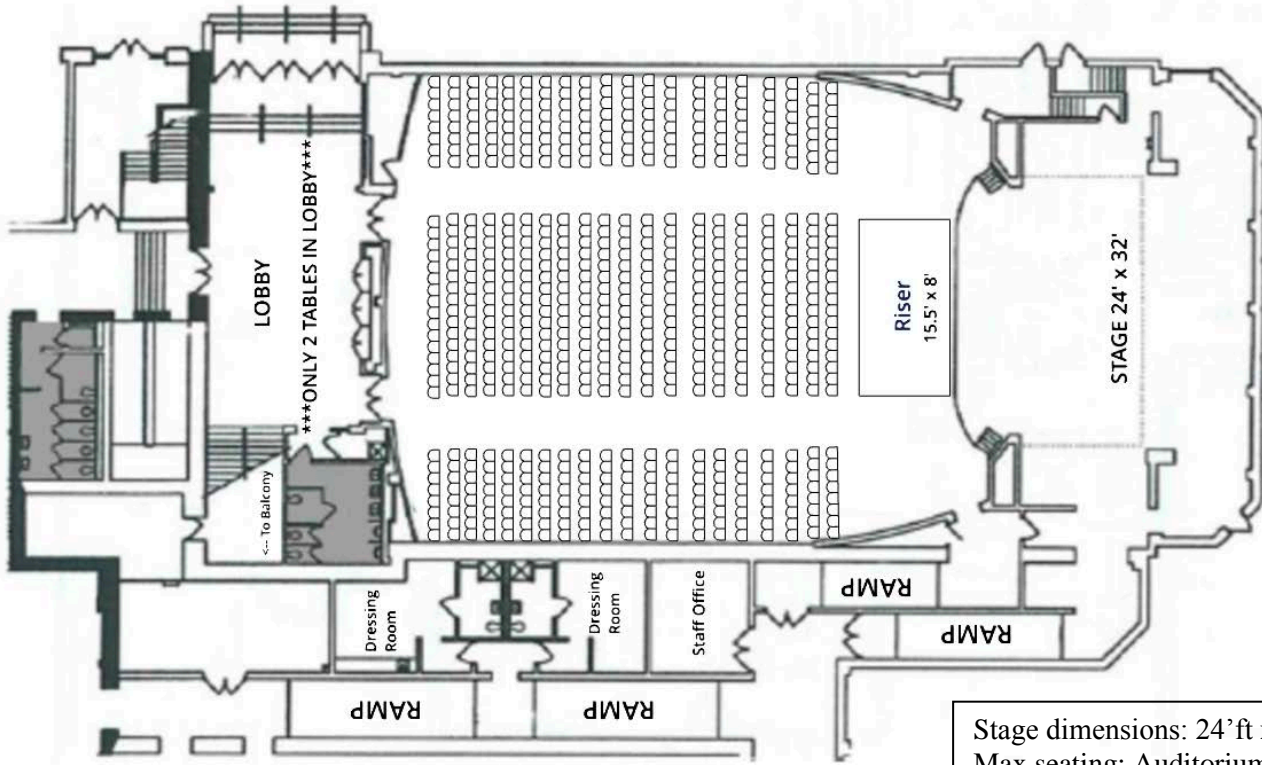 LOBBY
***ONLY 2 TABLES IN LOBBY***
<-- To Balcony
Riser
15.5' x 8'
STAGE 24' x 32'
Dressing
Room
Dressing
Room
Staff Office
RAMP
RAMP
RAMP
RAMP
Stage dimensions: 24’ft
Max seating: Auditorium